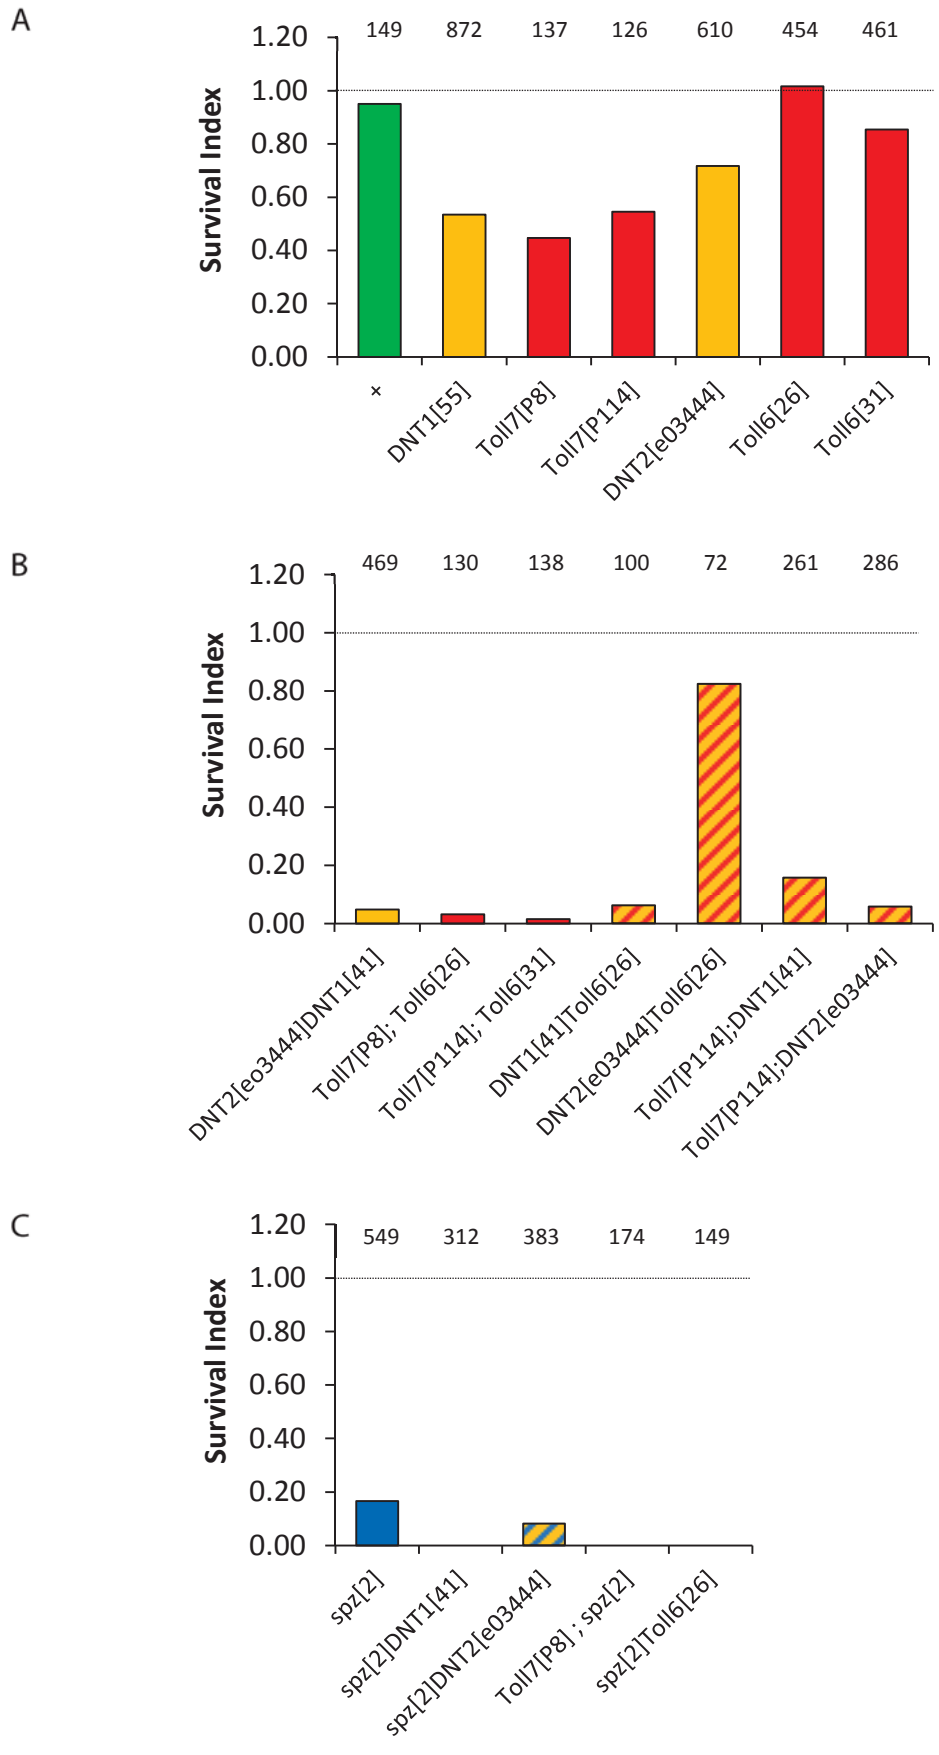 A
149 872 137 126 610 454 461
1.20
1.00
0.80
0.60
0.40
0.20
0.00
Survival Index
+
DNT1[55]
Toll7[P8]
Toll7[P114]
DNT2[e03444]
Toll6[26]
Toll6[31]
B
469 130 138 100 72 261 286
1.20
1.00
0.80
0.60
0.40
0.20
0.00
Survival Index
DNT2[eo3444]DNT1[41]
Toll7[P8]; Toll6[26]
Toll7[P114]; Toll6[31]
DNT1[41]Toll6[26]
DNT2[e03444]Toll6[26]
Toll7[P114];DNT1[41]
Toll7[P114];DNT2[e03444]
C
549 312 383 174 149
1.20
1.00
0.80
0.60
0.40
0.20
0.00
Survival Index
spz[2]
spz[2]DNT1[41]
spz[2]DNT2[e03444]
Toll7[P8] ; spz[2]
spz[2]Toll6[26]